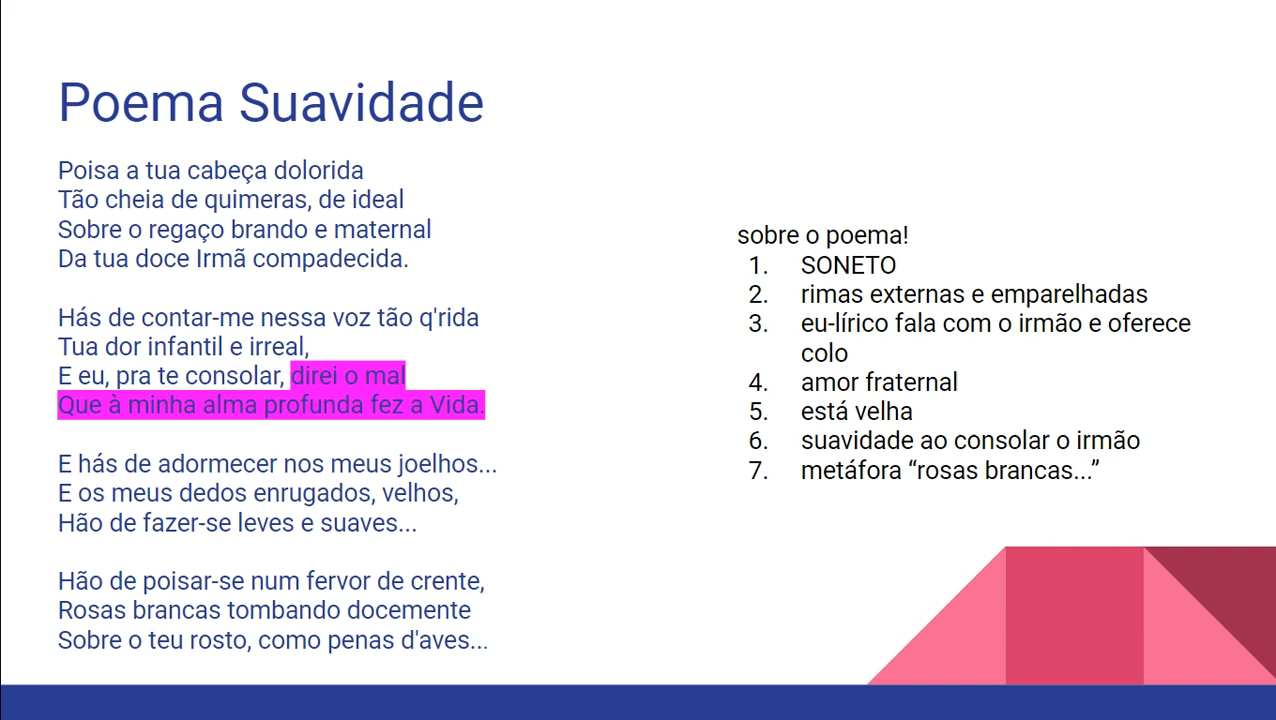 Poema Suavidade
Poisa a tua cabeça dolorida
Tão cheia de quimeras, de ideal
Sobre o regaço brando e maternal
Da tua doce Irmã compadecida.
Hás de contar-me nessa voz tão q'rida
Tua dor infantil e irreal,
E eu, pra te consolar, direi o mal
Que à minha alma profunda fez a Vida.
E hás de adormecer nos meus joelhos...
E os meus dedos enrugados, velhos,
Hão de fazer-se leves e suaves...
Hão de poisar-se num fervor de crente,
Rosas brancas tombando docemente
Sobre o teu rosto, como penas d'aves...
sobre o poema!
1. SONETO
2. rimas externas e emparelhadas
3. eu-lírico fala com o irmão e oferece
colo
4. amor fraternal
5. está velha
6. suavidade ao consolar o irmão
7. metáfora “rosas brancas...”